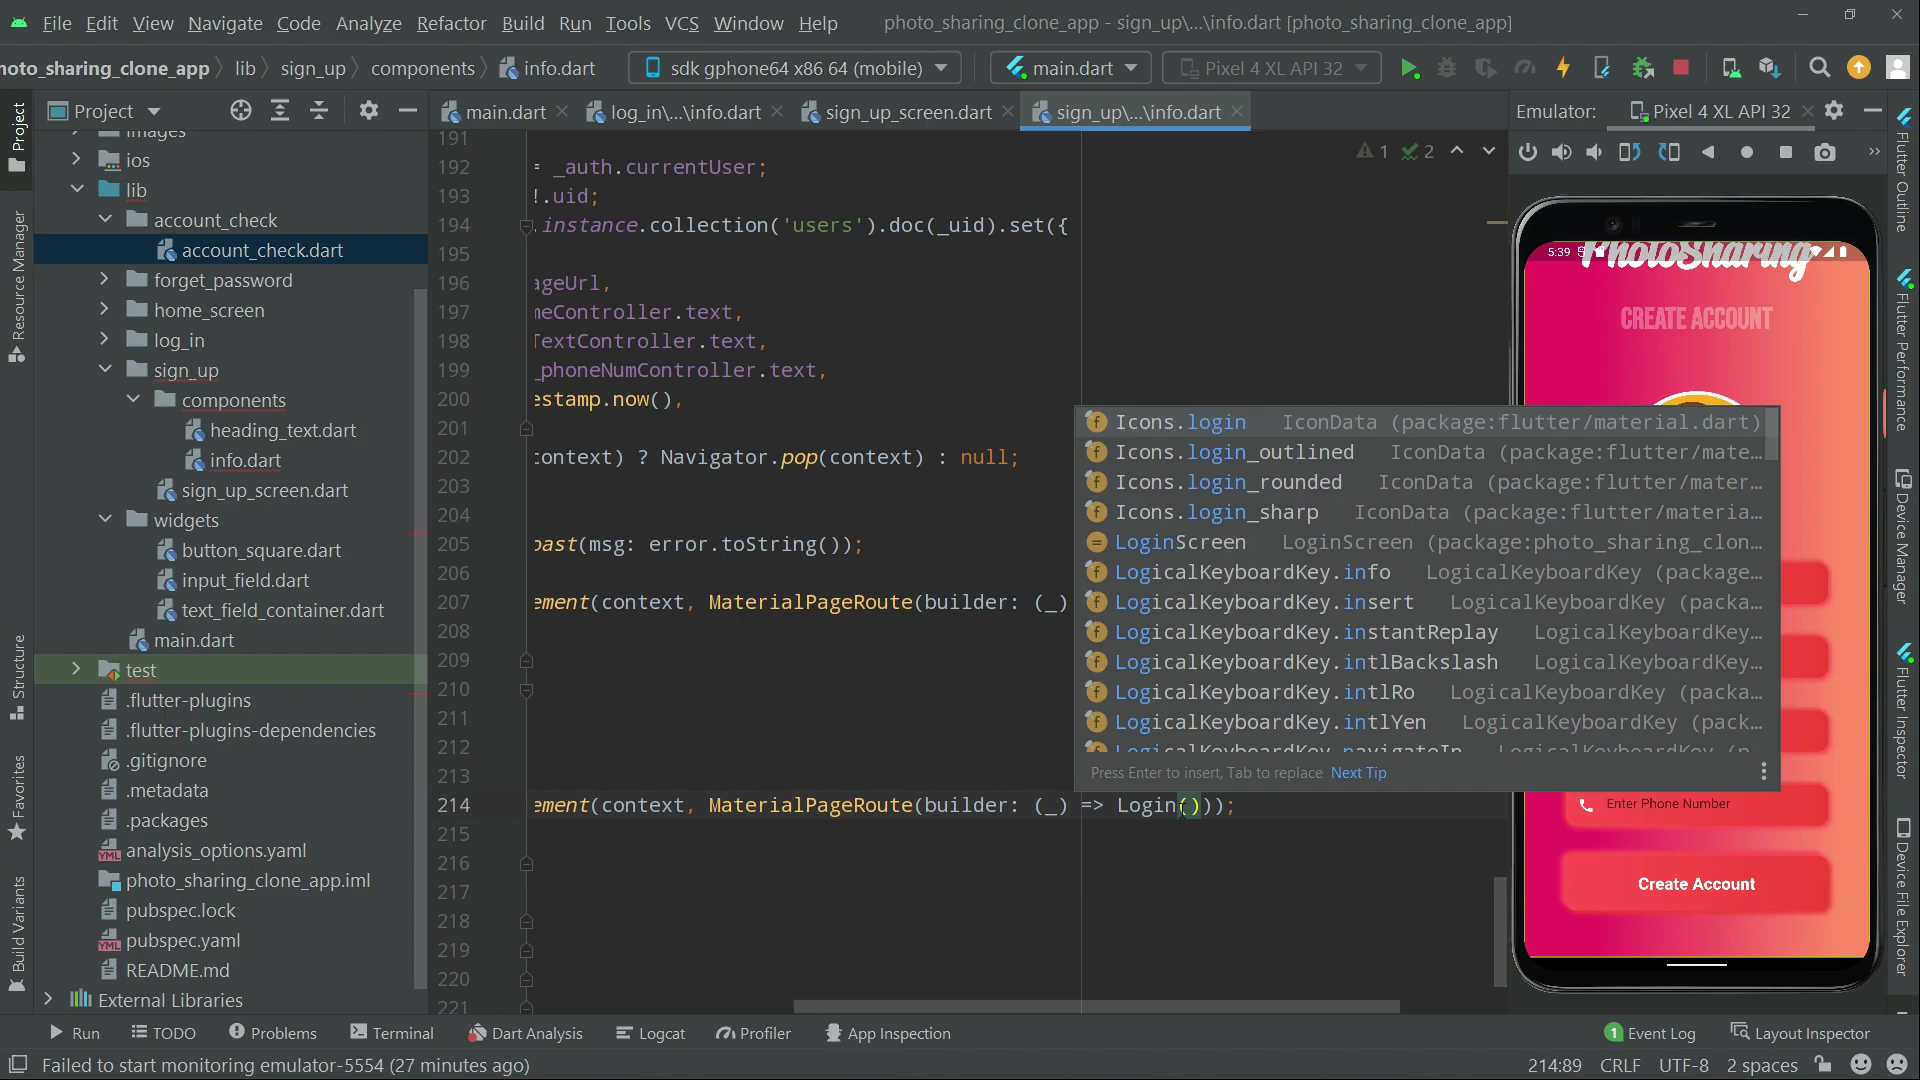 File Edit View Navigate Code Analyze Refactor Build Run Tools VCS Window Help photo_sharing_clone_app - sign_up\...\info.dart [photo_sharing_clone_app]
noto_sharing_clone_app lib sign_up components info.dart sdk gphone64 x86 64 (mobile) main.dart Pixel 4 XL API 32
Project
main.dart log_in\...\info.dart sign_up_screen.dart sign_up\...\info.dart
Emulator: Pixel 4 XL API 32
images
ios
lib
account_check
account_check.dart
forget_password
home_screen
log_in
sign_up
components
heading_text.dart
info.dart
sign_up_screen.dart
widgets
button_square.dart
input_field.dart
text_field_container.dart
main.dart
test
.flutter-plugins
.flutter-plugins-dependencies
.gitignore
.metadata
.packages
analysis_options.yaml
photo_sharing_clone_app.iml
pubspec.lock
pubspec.yaml
README.md
External Libraries
1 2
191
192 = _auth.currentUser;
193 !.uid;
194 .instance.collection('users').doc(_uid).set({
195
196 ageUrl,
197 meController.text,
198 TextController.text,
199 _phoneNumController.text,
200 estamp.now(),
201
202 context) ? Navigator.pop(context) : null;
203
204
205 oast(msg: error.toString());
206
207 ement(context, MaterialPageRoute(builder: (_)
208
209
210
211
212
213
214 ement(context, MaterialPageRoute(builder: (_) => Login()));
215
216
217
218
219
220
221
Icons.login IconData (package:flutter/material.dart)
Icons.login_outlined IconData (package:flutter/mate…
Icons.login_rounded IconData (package:flutter/mater…
Icons.login_sharp IconData (package:flutter/materia…
LoginScreen LoginScreen (package:photo_sharing_clon…
LogicalKeyboardKey.info LogicalKeyboardKey (package…
LogicalKeyboardKey.insert LogicalKeyboardKey (packa…
LogicalKeyboardKey.instantReplay LogicalKeyboardKey…
LogicalKeyboardKey.intlBackslash LogicalKeyboardKey…
LogicalKeyboardKey.intlRo LogicalKeyboardKey (packa…
LogicalKeyboardKey.intlYen LogicalKeyboardKey (pack…
LogicalKeyboardKey.navigateIn LogicalKeyboardKey (p…
Press Enter to insert, Tab to replace Next Tip
5:39
PhotoSharing
CREATE ACCOUNT
Enter Phone Number
Create Account
Project
Resource Manager
Structure
Favorites
Build Variants
Flutter Outline
Flutter Performance
Device Manager
Flutter Inspector
Device File Explorer
Run TODO Problems Terminal Dart Analysis Logcat Profiler App Inspection 1 Event Log Layout Inspector
Failed to start monitoring emulator-5554 (27 minutes ago) 214:89 CRLF UTF-8 2 spaces